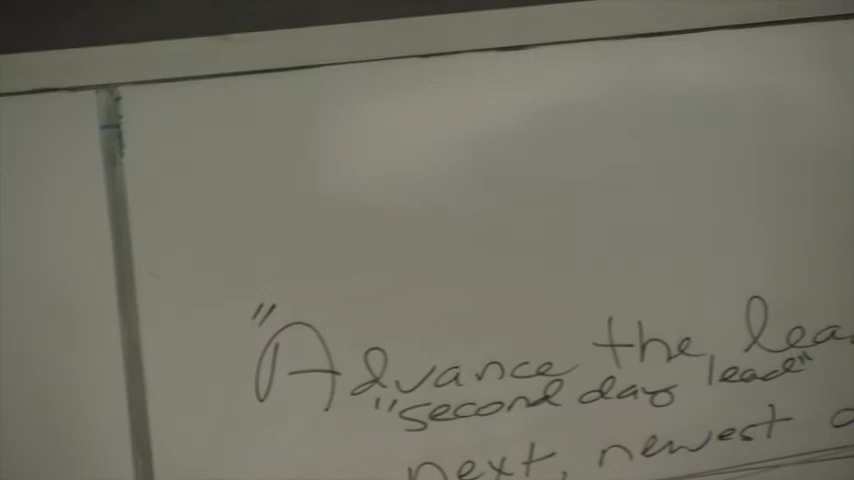 "Advance the
"second day lead"
next, newest